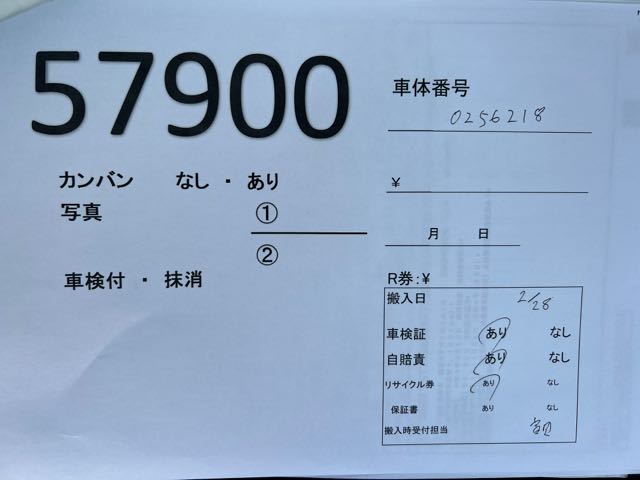 57900
車体番号
0256218
カンバン なし ・ あり
¥
写真 ①
②
月 日
車検付 ・ 抹消
R券:¥
搬入日 2/28
車検証 あり なし
自賠責 あり なし
リサイクル券 あり なし
保証書 あり なし
搬入時受付担当